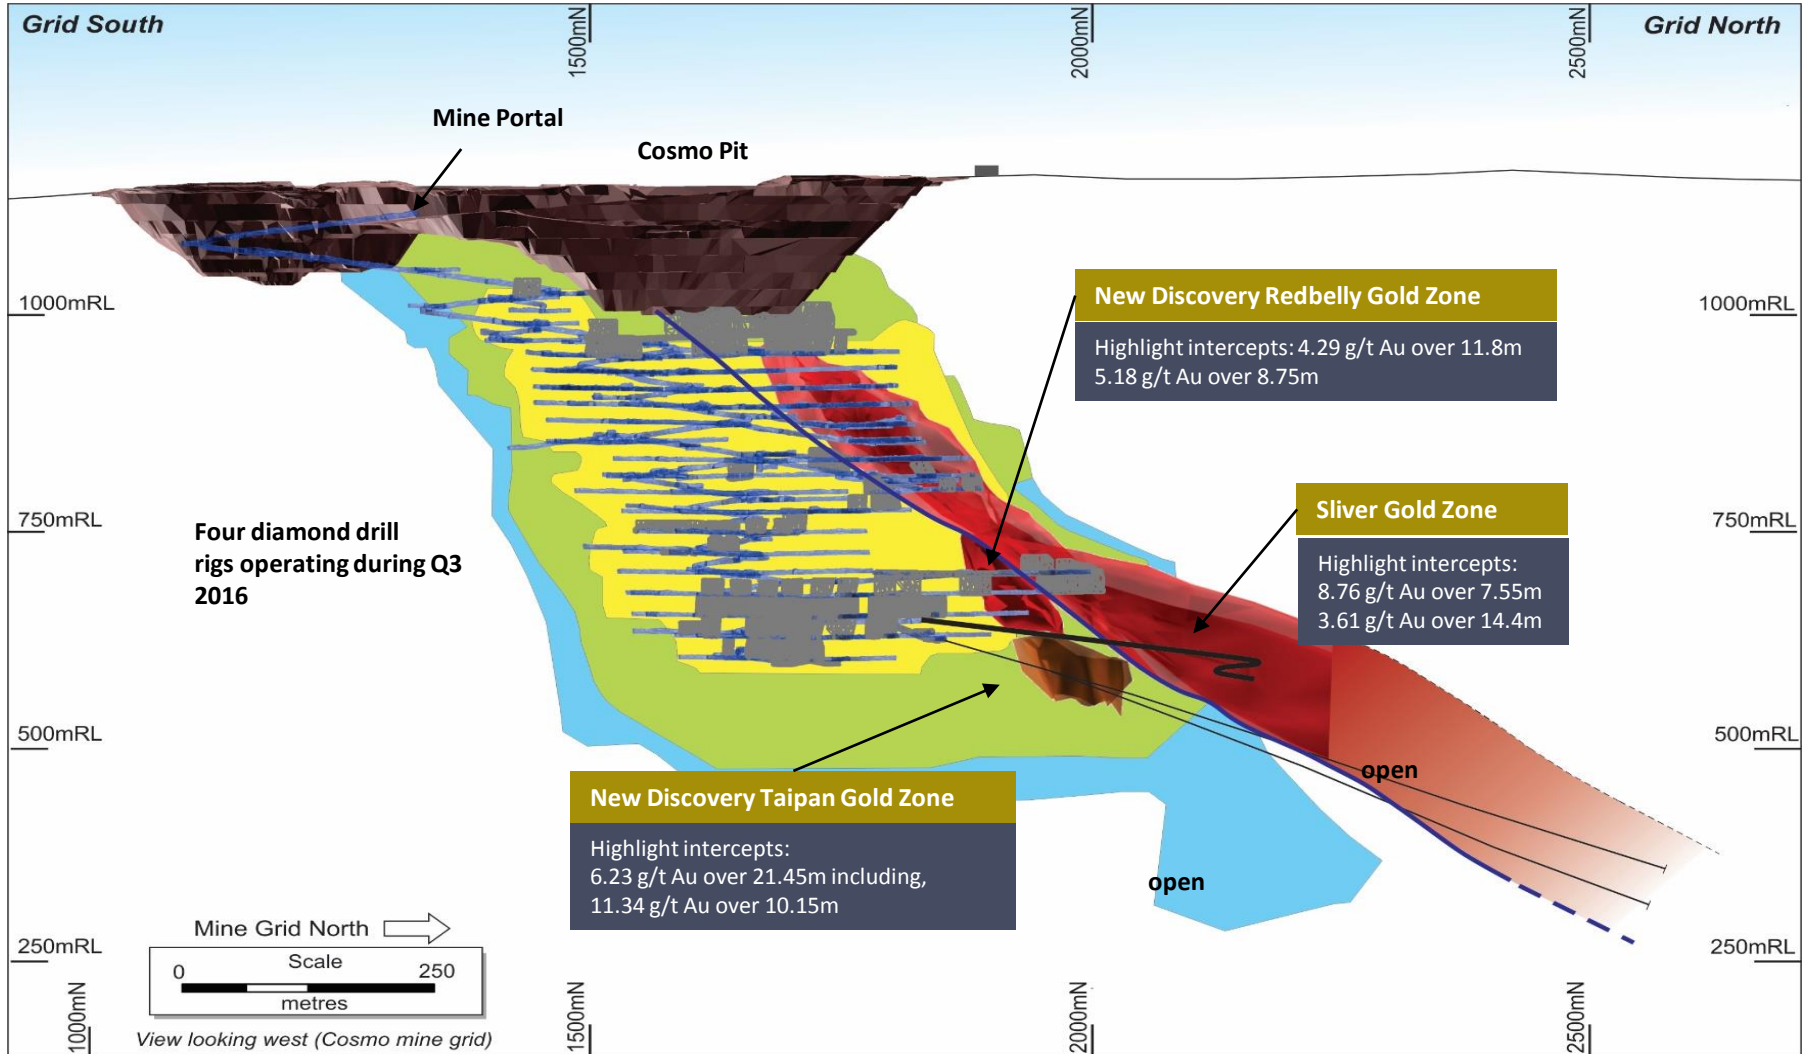 Grid South
1500mN
2000mN
2500mN
Grid North
Mine Portal
Cosmo Pit
1000mRL
1000mRL
New Discovery Redbelly Gold Zone
Highlight intercepts: 4.29 g/t Au over 11.8m
5.18 g/t Au over 8.75m
750mRL
750mRL
Sliver Gold Zone
Highlight intercepts:
8.76 g/t Au over 7.55m
3.61 g/t Au over 14.4m
Four diamond drill
rigs operating during Q3
2016
500mRL
500mRL
open
New Discovery Taipan Gold Zone
Highlight intercepts:
6.23 g/t Au over 21.45m including,
11.34 g/t Au over 10.15m
open
Mine Grid North
250mRL
250mRL
Scale
0 250
metres
1000mN
1500mN
2000mN
2500mN
View looking west (Cosmo mine grid)